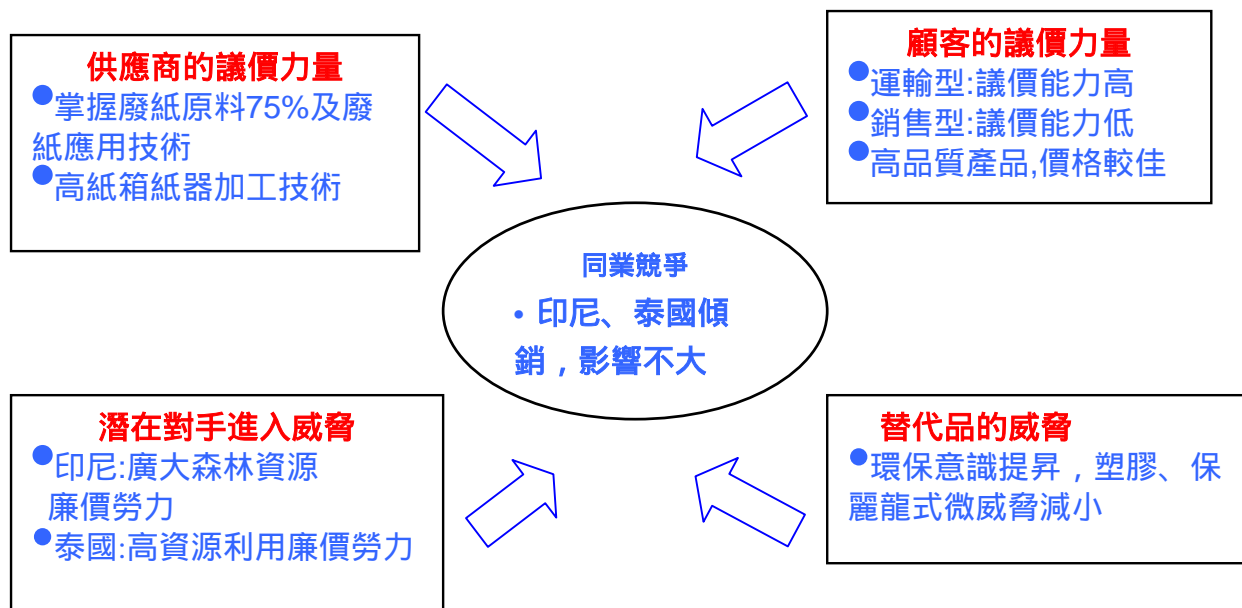 供應商的議價力量
●掌握廢紙原料75%及廢
紙應用技術
●高紙箱紙器加工技術
顧客的議價力量
●運輸型:議價能力高
●銷售型:議價能力低
●高品質產品,價格較佳
同業競爭
• 印尼、泰國傾
銷，影響不大
潛在對手進入威脅
●印尼:廣大森林資源
廉價勞力
●泰國:高資源利用廉價勞力
替代品的威脅
●環保意識提昇，塑膠、保
麗龍式微威脅減小